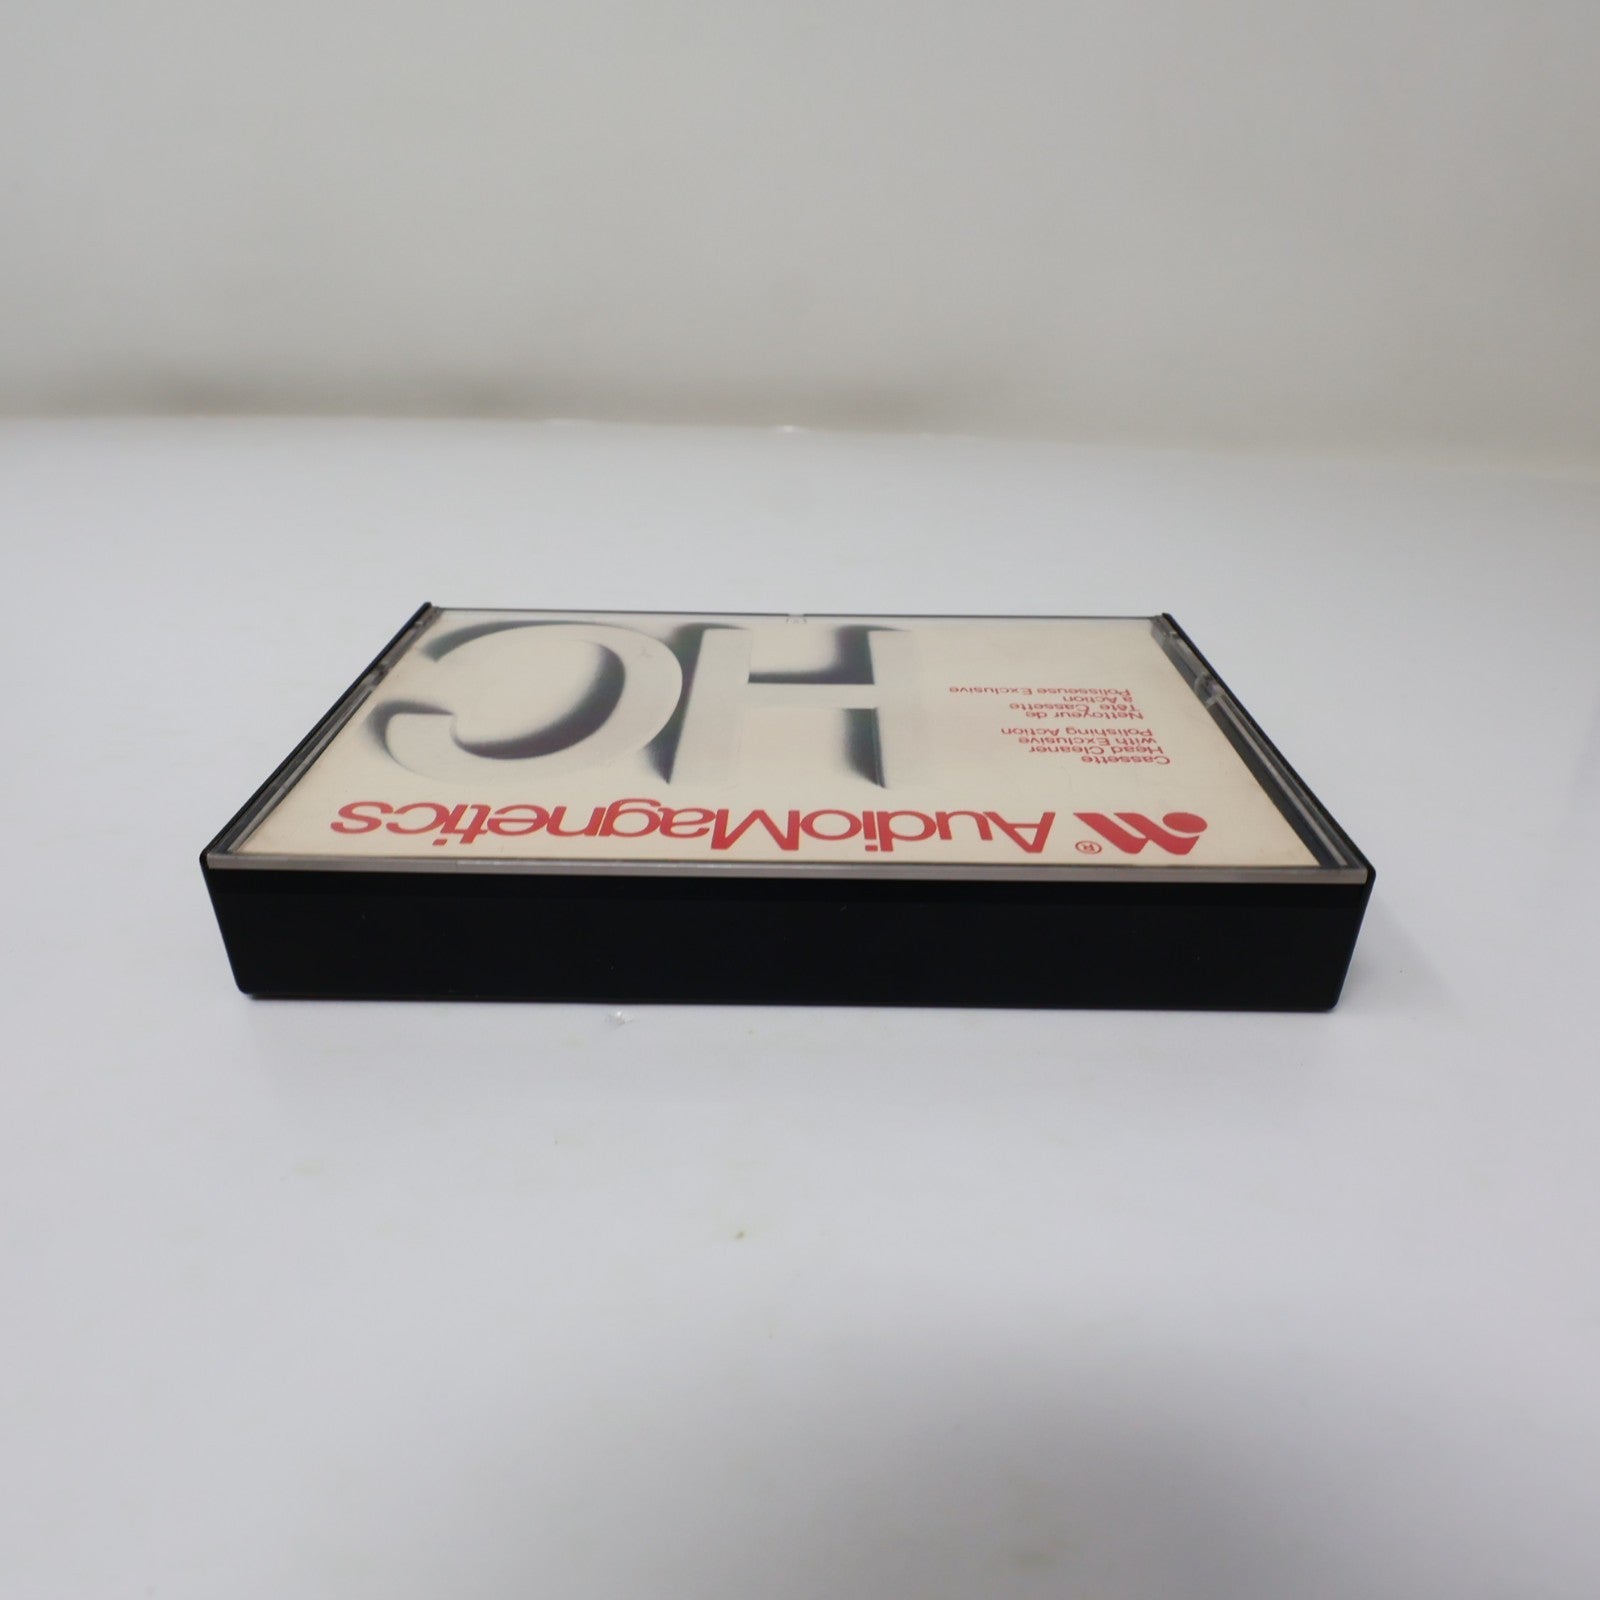 AudioMagnetics®
Cassette
Head Cleaner
with Exclusive
Polishing Action
Nettoyeur de
Tête Cassette
à Action
Polisseuse Exclusive
HC